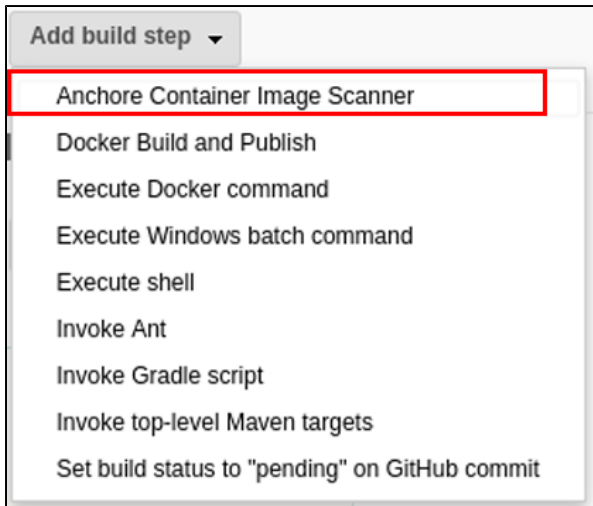 Add build step
Anchore Container Image Scanner
Docker Build and Publish
Execute Docker command
Execute Windows batch command
Execute shell
Invoke Ant
Invoke Gradle script
Invoke top-level Maven targets
Set build status to "pending" on GitHub commit